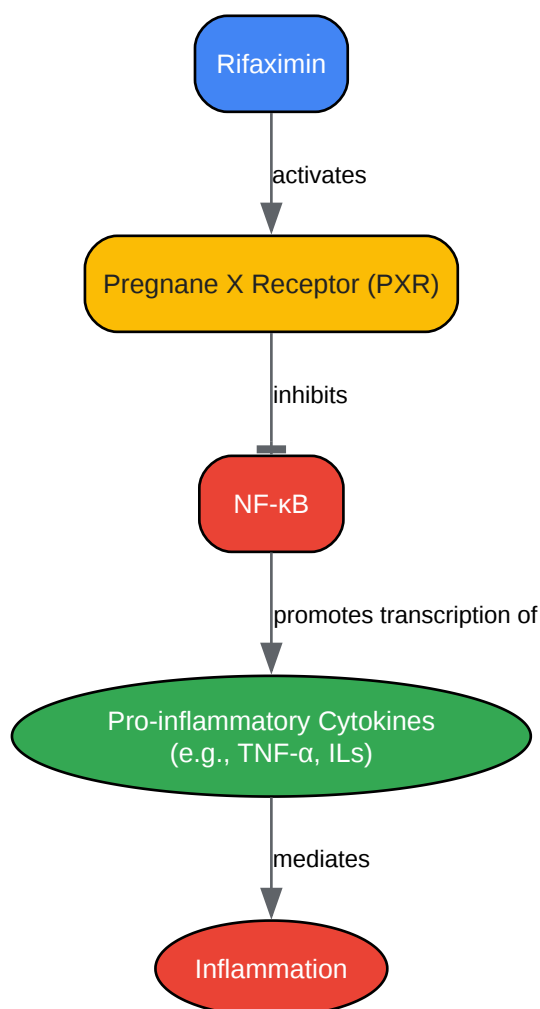 Rifaximin
activates
Pregnane X Receptor (PXR)
inhibits
NF-κB
promotes transcription of
Pro-inflammatory Cytokines
(e.g., TNF-α, ILs)
mediates
Inflammation